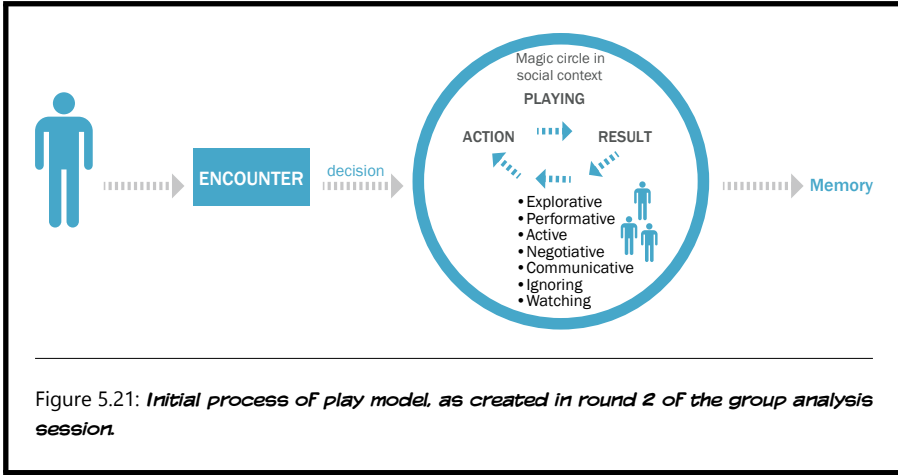 Magic circle in
social context
PLAYING
ACTION
RESULT
ENCOUNTER
decision
Memory
• Explorative
• Performative
• Active
• Negotiative
• Communicative
• Ignoring
• Watching
Figure 5.21: Initial process of play model, as created in round 2 of the group analysis
session.